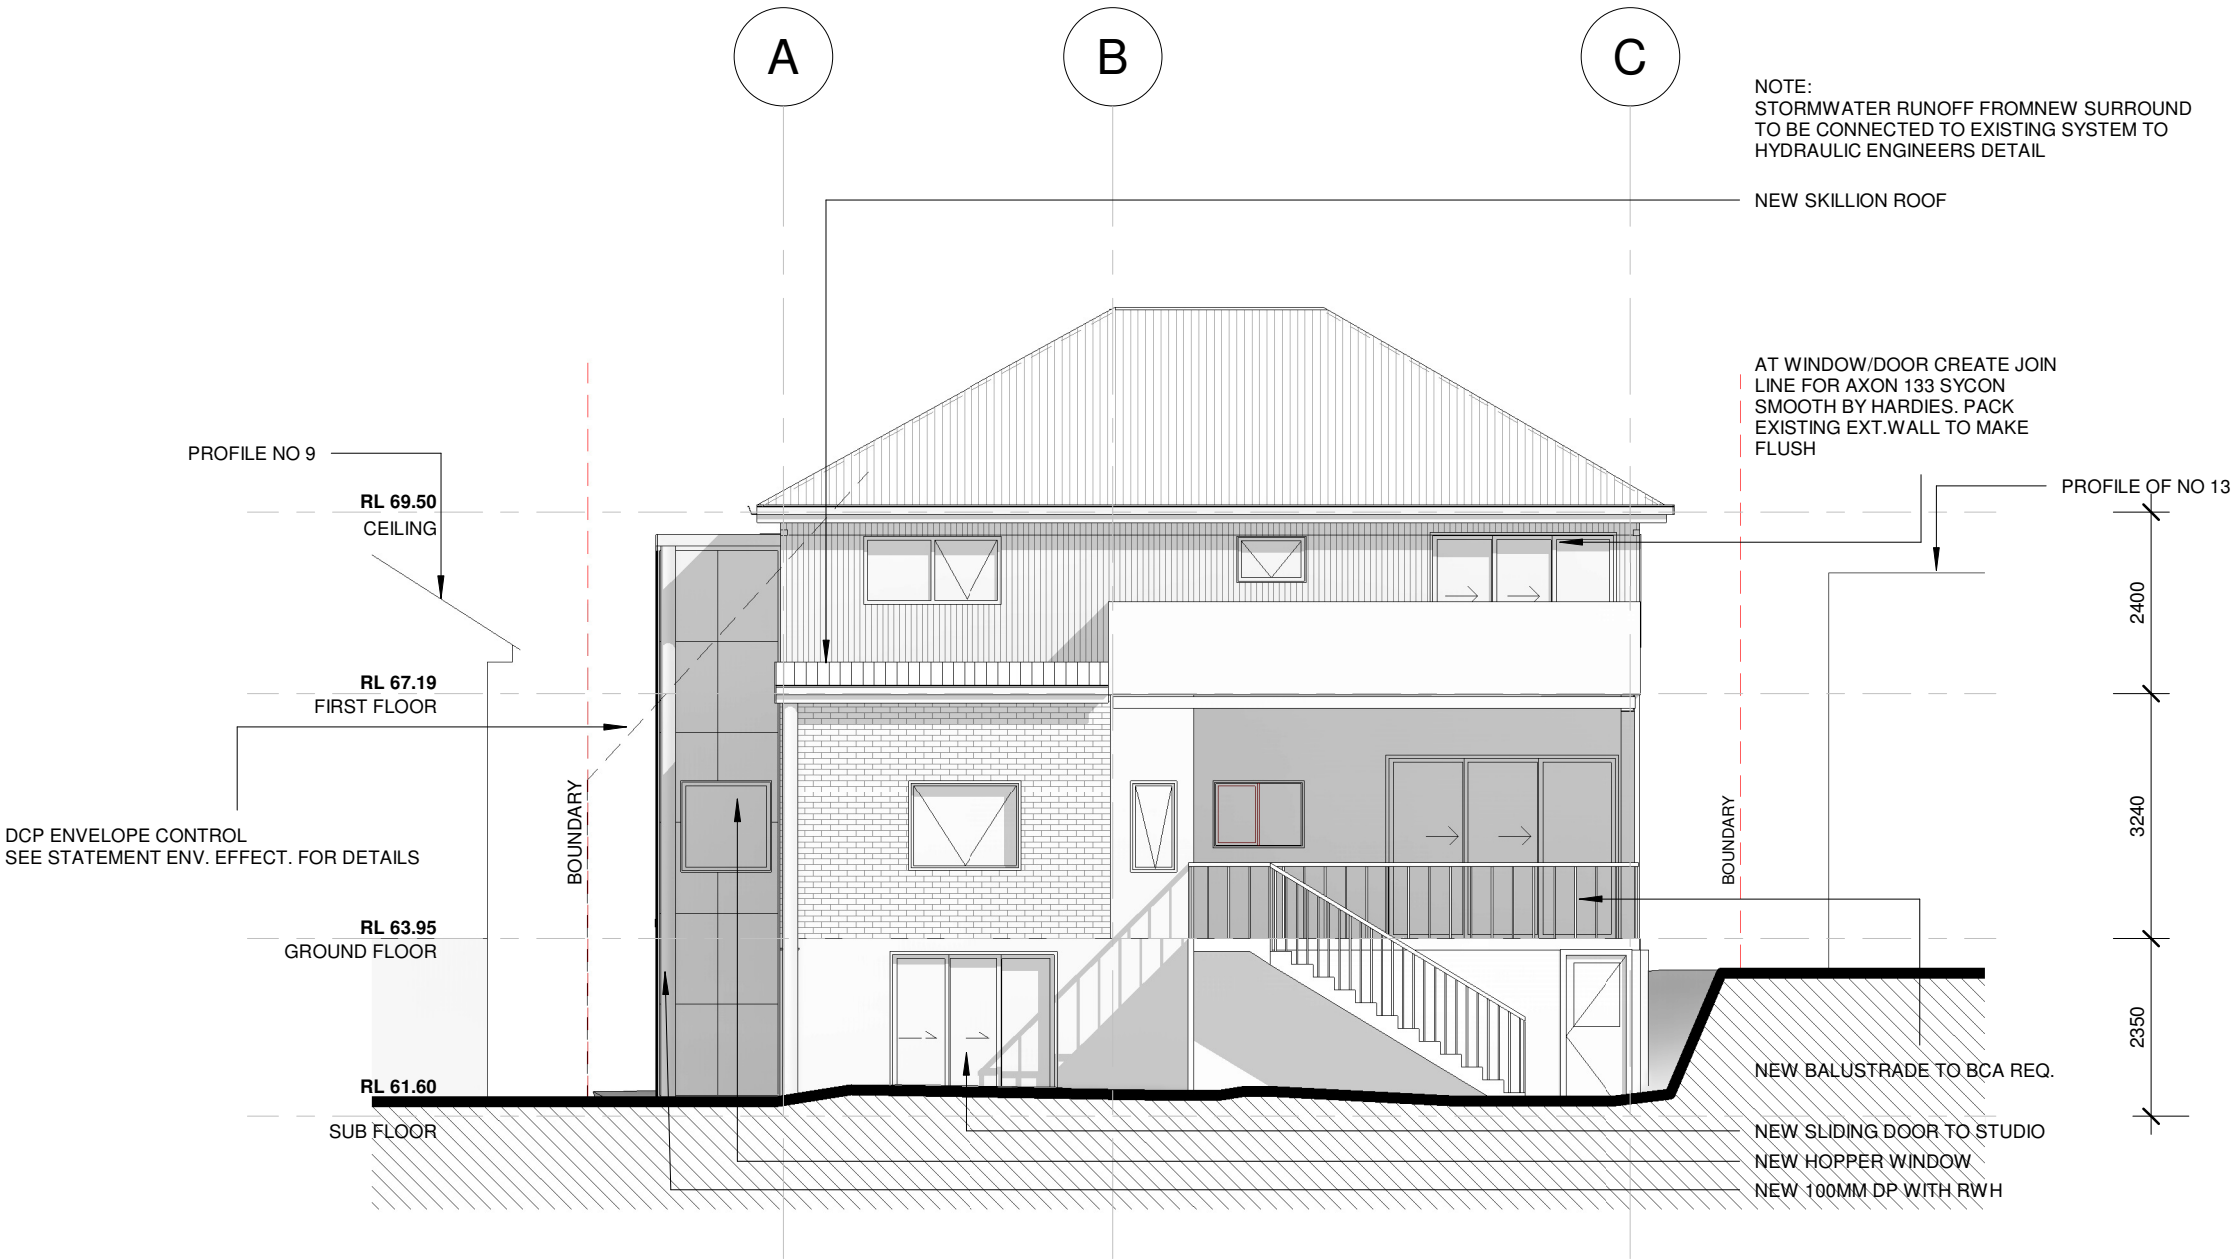 A
B
C
NOTE:
STORMWATER RUNOFF FROMNEW SURROUND
TO BE CONNECTED TO EXISTING SYSTEM TO
HYDRAULIC ENGINEERS DETAIL
NEW SKILLION ROOF
AT WINDOW/DOOR CREATE JOIN
LINE FOR AXON 133 SYCON
SMOOTH BY HARDIES. PACK
EXISTING EXT.WALL TO MAKE
FLUSH
PROFILE NO 9
PROFILE OF NO 13
RL 69.50
CEILING
2400
RL 67.19
FIRST FLOOR
3240
DCP ENVELOPE CONTROL
SEE STATEMENT ENV. EFFECT. FOR DETAILS
BOUNDARY
BOUNDARY
RL 63.95
GROUND FLOOR
2350
RL 61.60
SUB FLOOR
NEW BALUSTRADE TO BCA REQ.
NEW SLIDING DOOR TO STUDIO
NEW HOPPER WINDOW
NEW 100MM DP WITH RWH